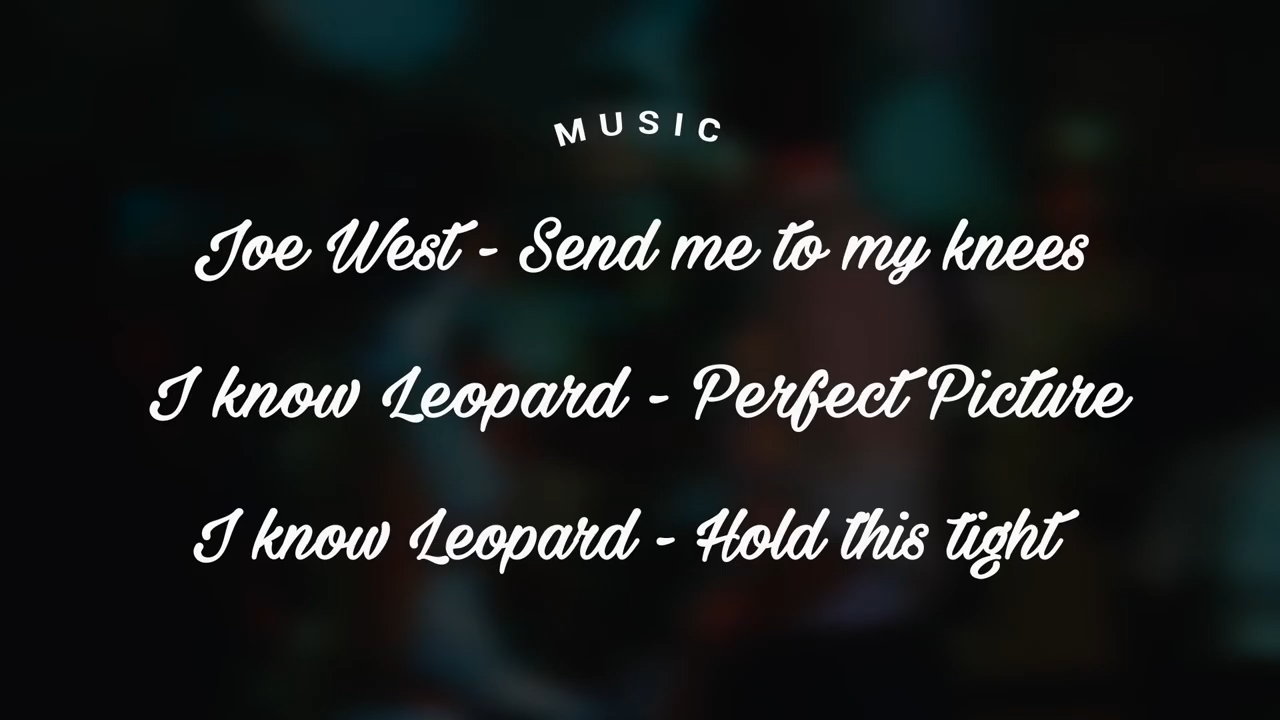 MUSIC
Joe West - Send me to my knees
I know Leopard - Perfect Picture
I know Leopard - Hold this tight